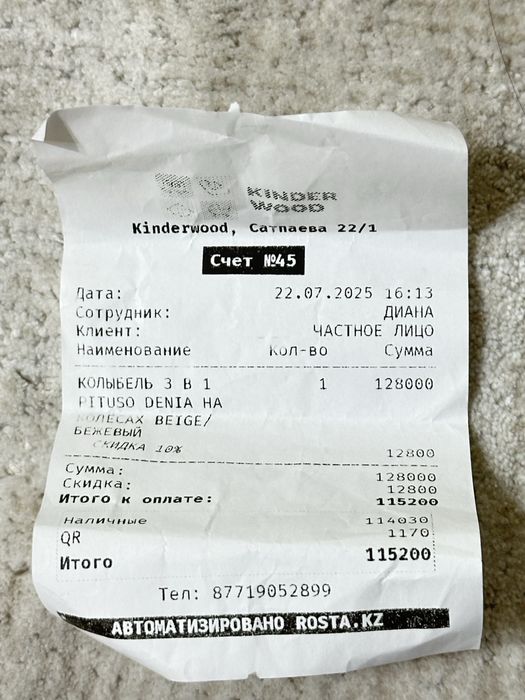 KINDER
WOOD
Kinderwood, Сатпаева 22/1
Счет №45
Дата: 22.07.2025 16:13
Сотрудник: ДИАНА
Клиент: ЧАСТНОЕ ЛИЦО
Наименование Кол-во Сумма
КОЛЫБЕЛЬ 3 В 1 1 128000
PITUSO DENIA НА
КОЛЕСАХ BEIGE/
БЕЖЕВЫЙ
СКИДКА 10% 12800
Сумма: 128000
Скидка: 12800
Итого к оплате: 115200
Наличные 114030
QR 1170
Итого 115200
Тел: 87719052899
АВТОМАТИЗИРОВАНО ROSTA.KZ